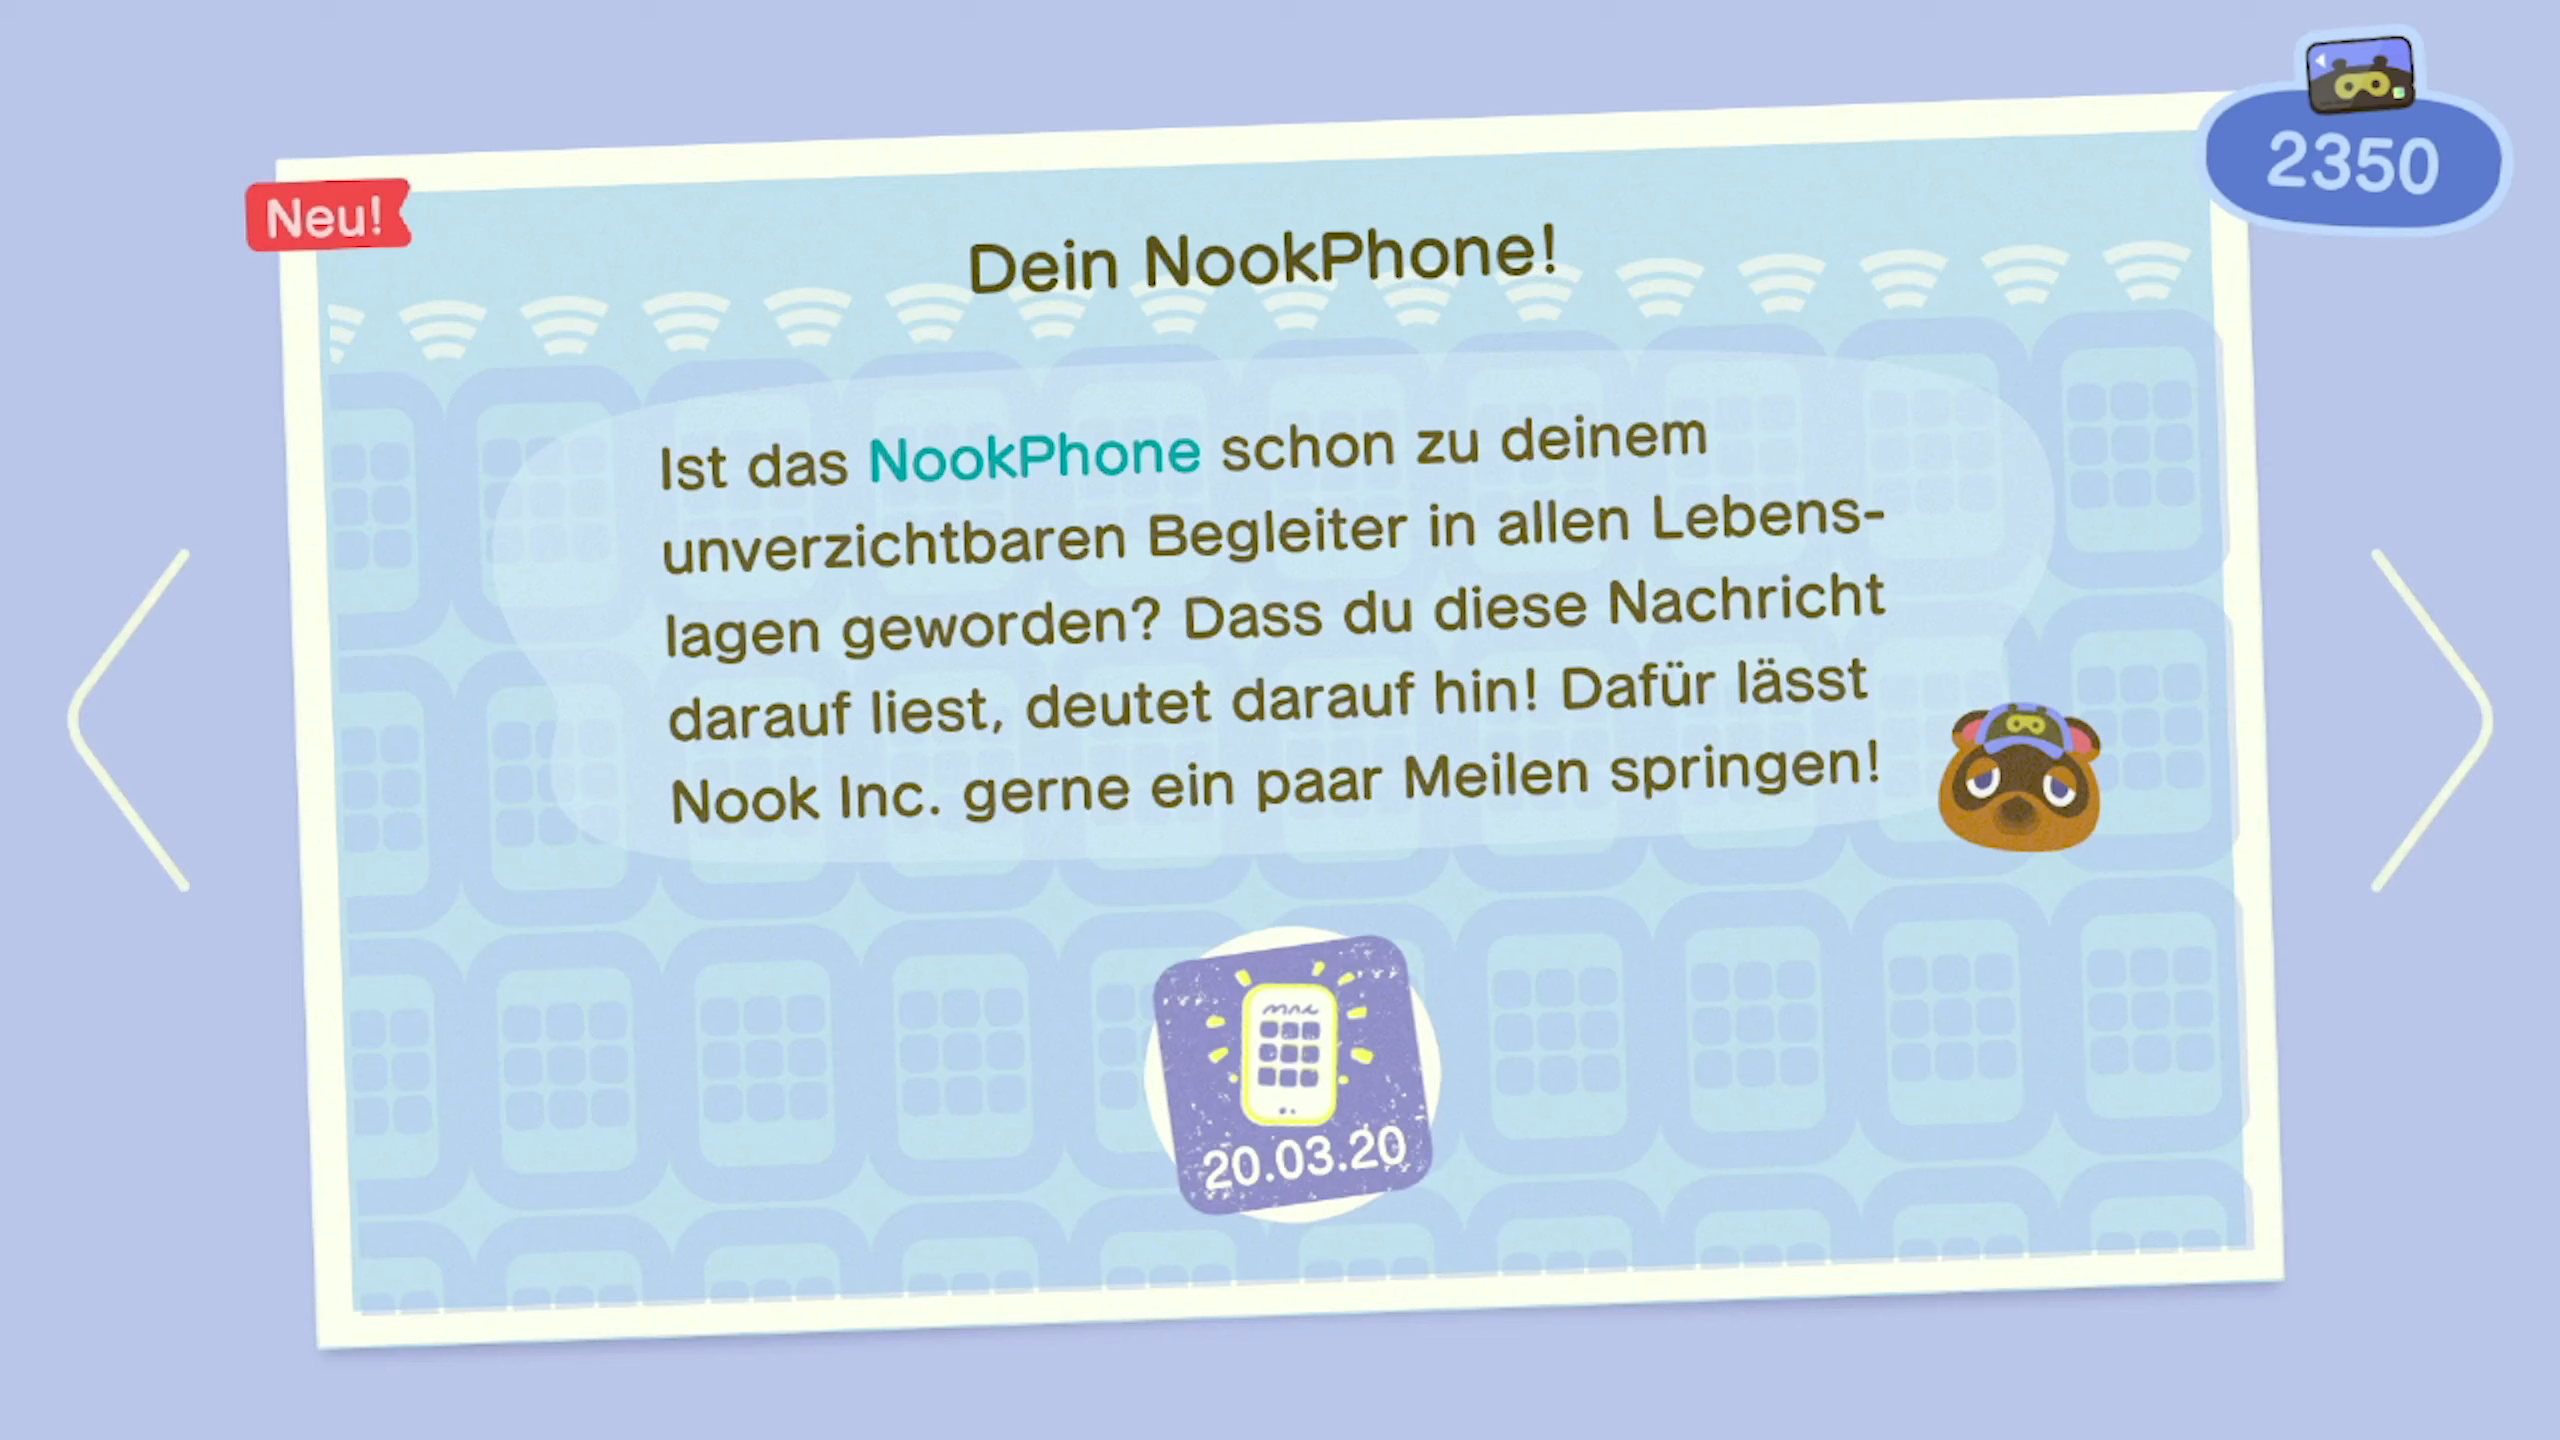 2350
Neu!
Dein NookPhone!
Ist das NookPhone schon zu deinem
unverzichtbaren Begleiter in allen Lebens-
lagen geworden? Dass du diese Nachricht
darauf liest, deutet darauf hin! Dafür lässt
Nook Inc. gerne ein paar Meilen springen!
20.03.20